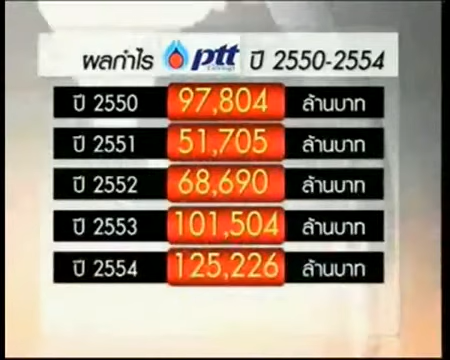 ผลกำไร ptt ปี 2550-2554
ปี 2550 97,804 ล้านบาท
ปี 2551 51,705 ล้านบาท
ปี 2552 68,690 ล้านบาท
ปี 2553 101,504 ล้านบาท
ปี 2554 125,226 ล้านบาท